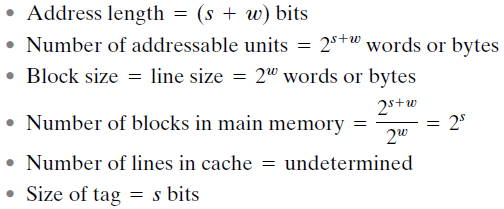 • Address length = (s + w) bits
• Number of addressable units = 2^{s+w} words or bytes
• Block size = line size = 2^w words or bytes
• Number of blocks in main memory = \frac{2^{s+w}}{2^w} = 2^s
• Number of lines in cache = undetermined
• Size of tag = s bits